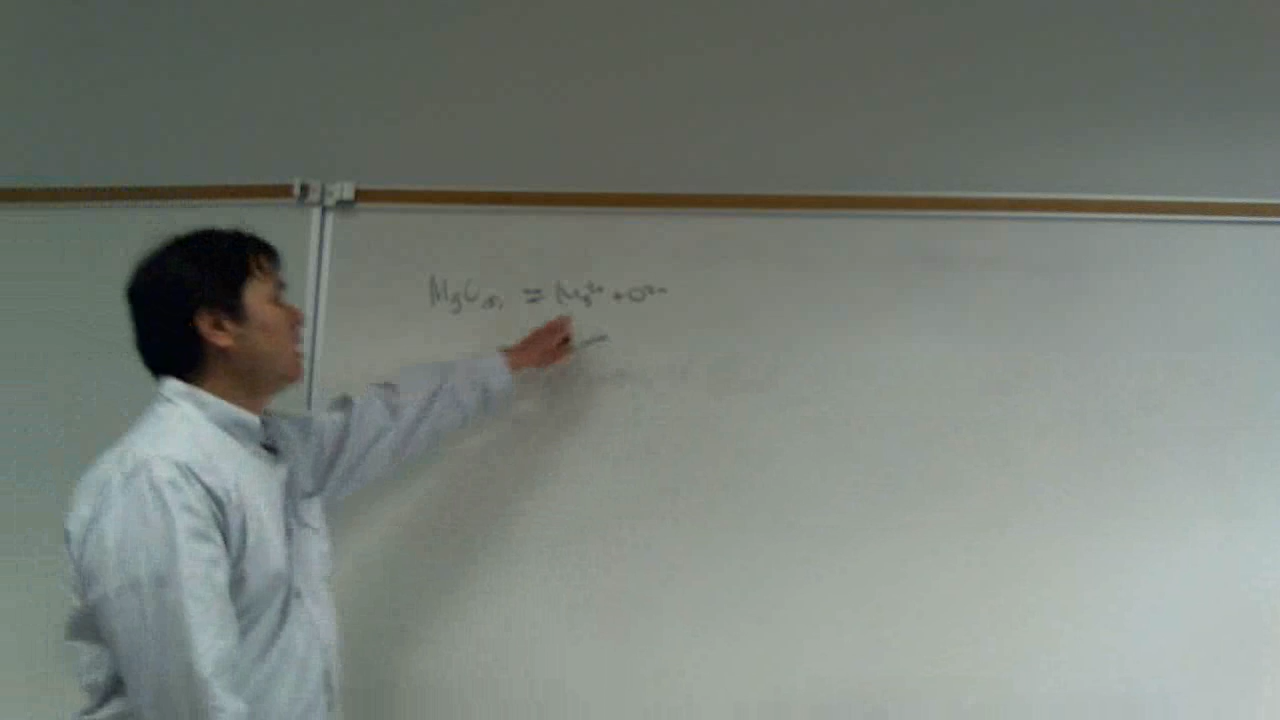 MgO(s) = Mg²⁺ + O²⁻